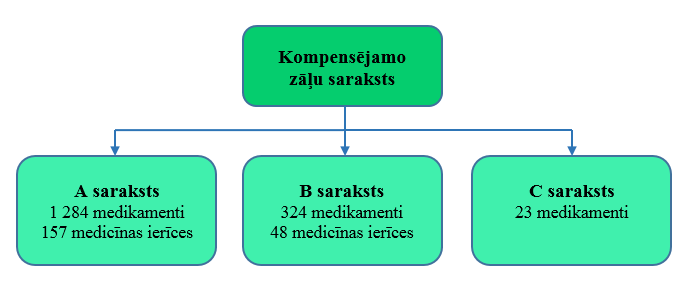 Kompensējamo
zāļu saraksts
A saraksts
1 284 medikamenti
157 medicīnas ierīces
B saraksts
324 medikamenti
48 medicīnas ierīces
C saraksts
23 medikamenti